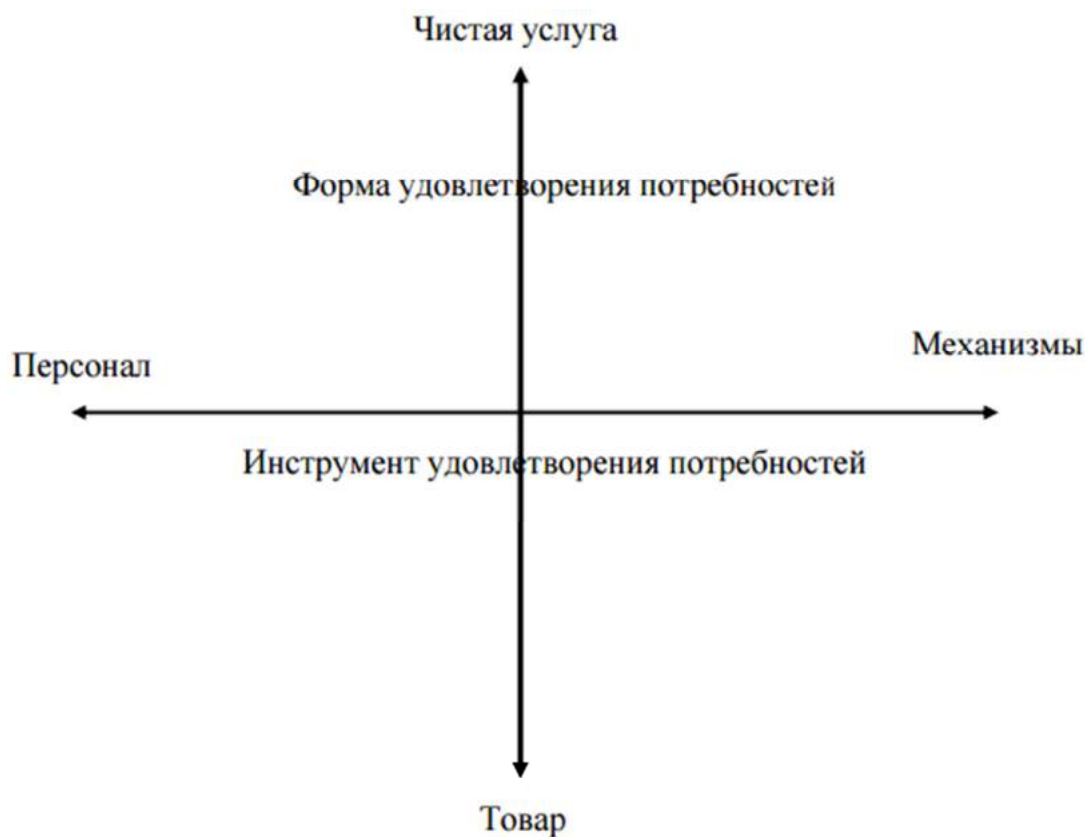 Чистая услуга
Форма удовлетворения потребностей
Механизмы
Персонал
Инструмент удовлетворения потребностей
Товар